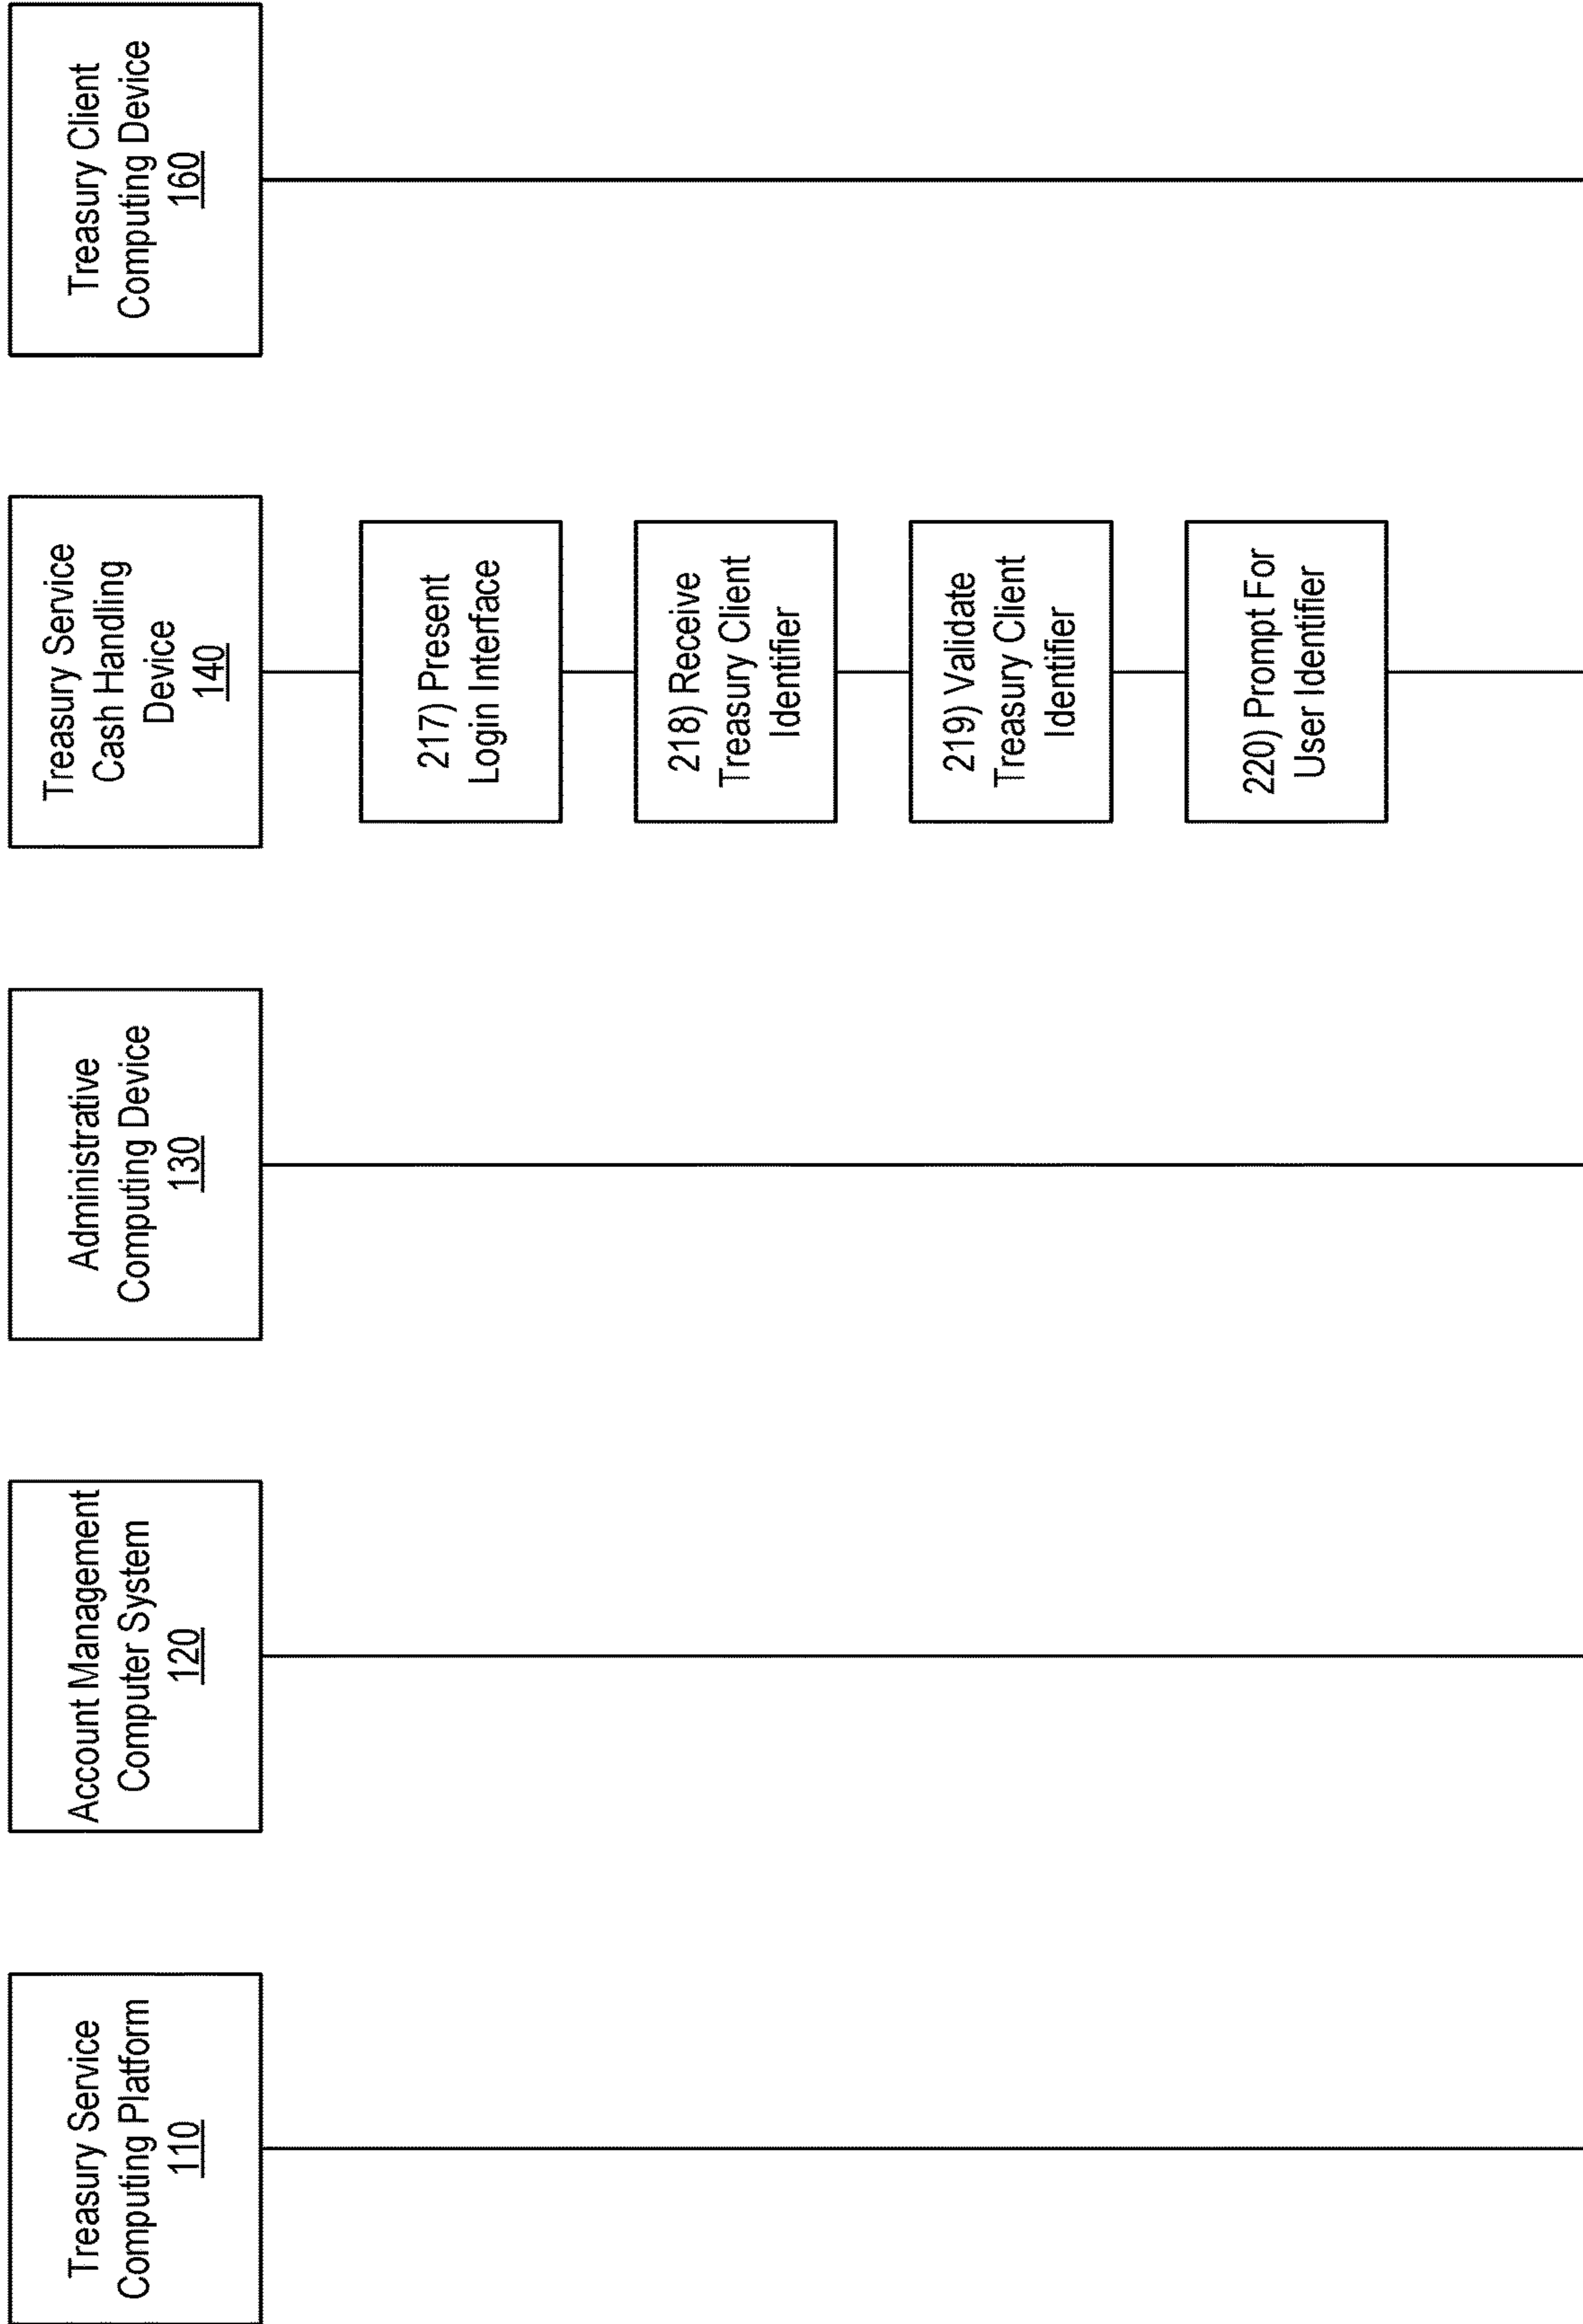 Treasury Service
Computing Platform
110
Account Management
Computer System
120
Administrative
Computing Device
130
Treasury Service
Cash Handling
Device
140
Treasury Client
Computing Device
160
217) Present
Login Interface
218) Receive
Treasury Client
Identifier
219) Validate
Treasury Client
Identifier
220) Prompt For
User Identifier